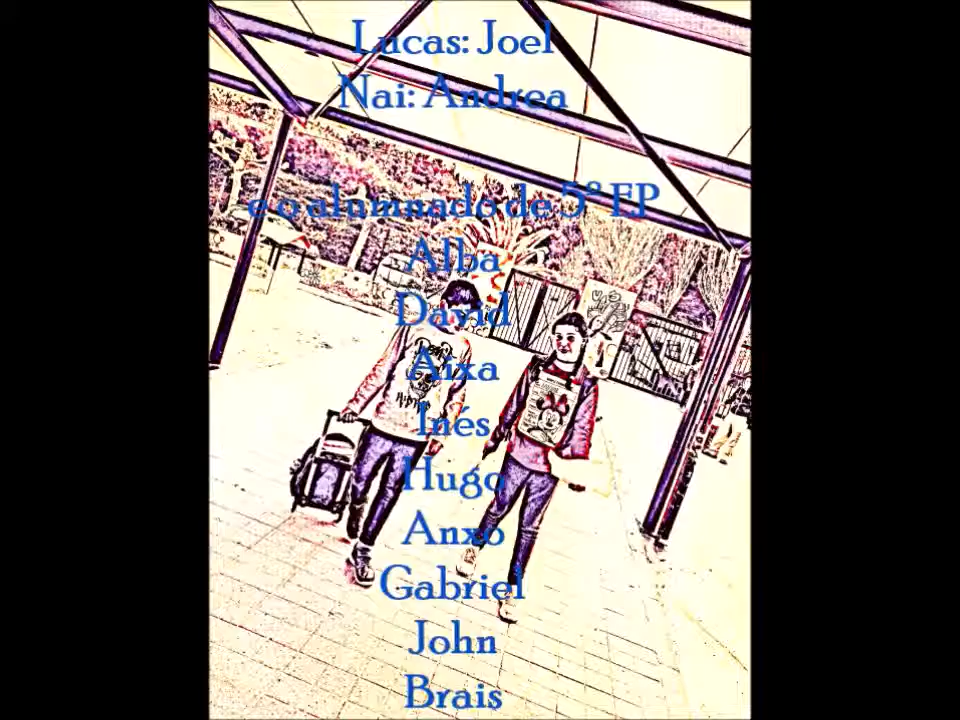 Lucas: Joel
Nai: Andrea
e o alumnado de 5º EP
Alba
David
Aixa
Inés
Hugo
Anxo
Gabriel
John
Brais